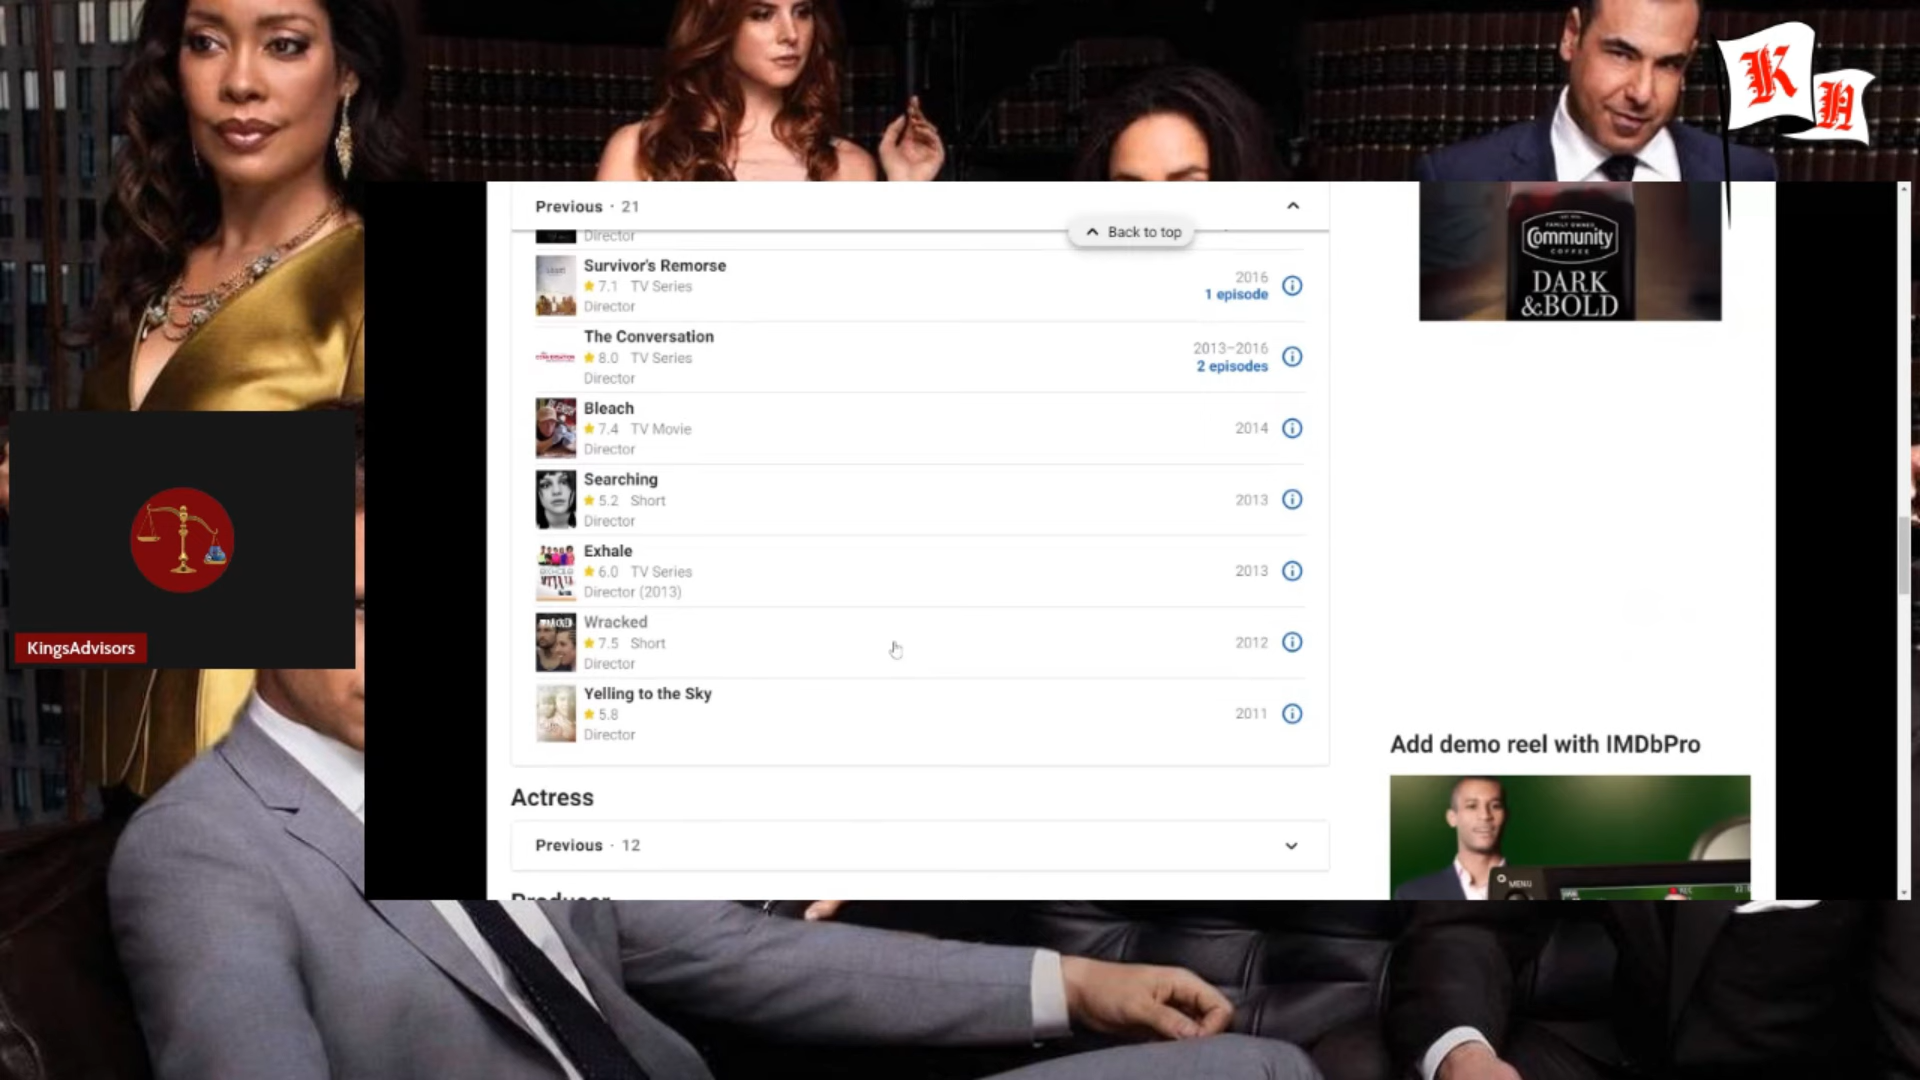 K
H
Previous · 21
Back to top
Director
Survivor's Remorse
7.1 TV Series
Director
2016
1 episode
The Conversation
8.0 TV Series
Director
2013–2016
2 episodes
Bleach
7.4 TV Movie
Director
2014
Searching
5.2 Short
Director
2013
Exhale
6.0 TV Series
Director (2013)
2013
Wracked
7.5 Short
Director
2012
Yelling to the Sky
5.8
Director
2011
Actress
Previous · 12
Community
COFFEE
DARK
&BOLD
Add demo reel with IMDbPro
MENU
KingsAdvisors